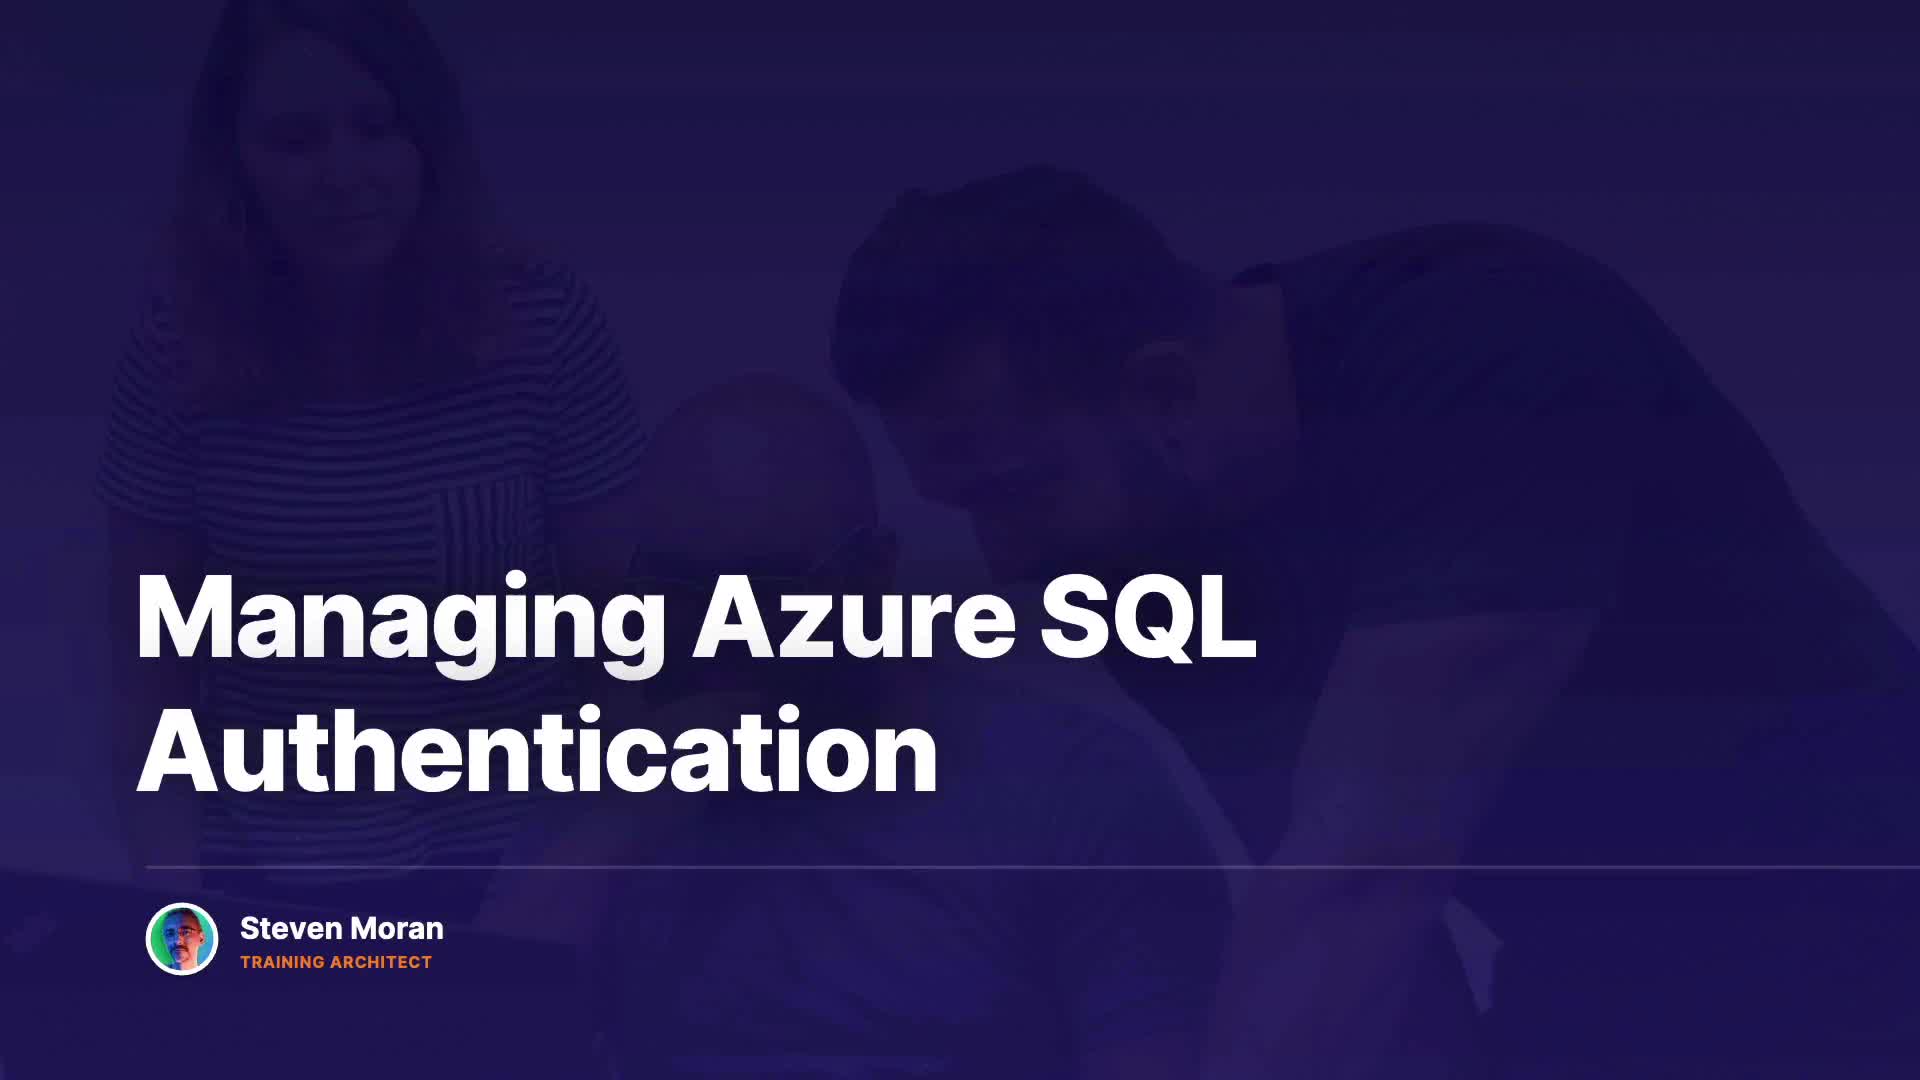 Managing Azure SQL
Authentication
Steven Moran
TRAINING ARCHITECT